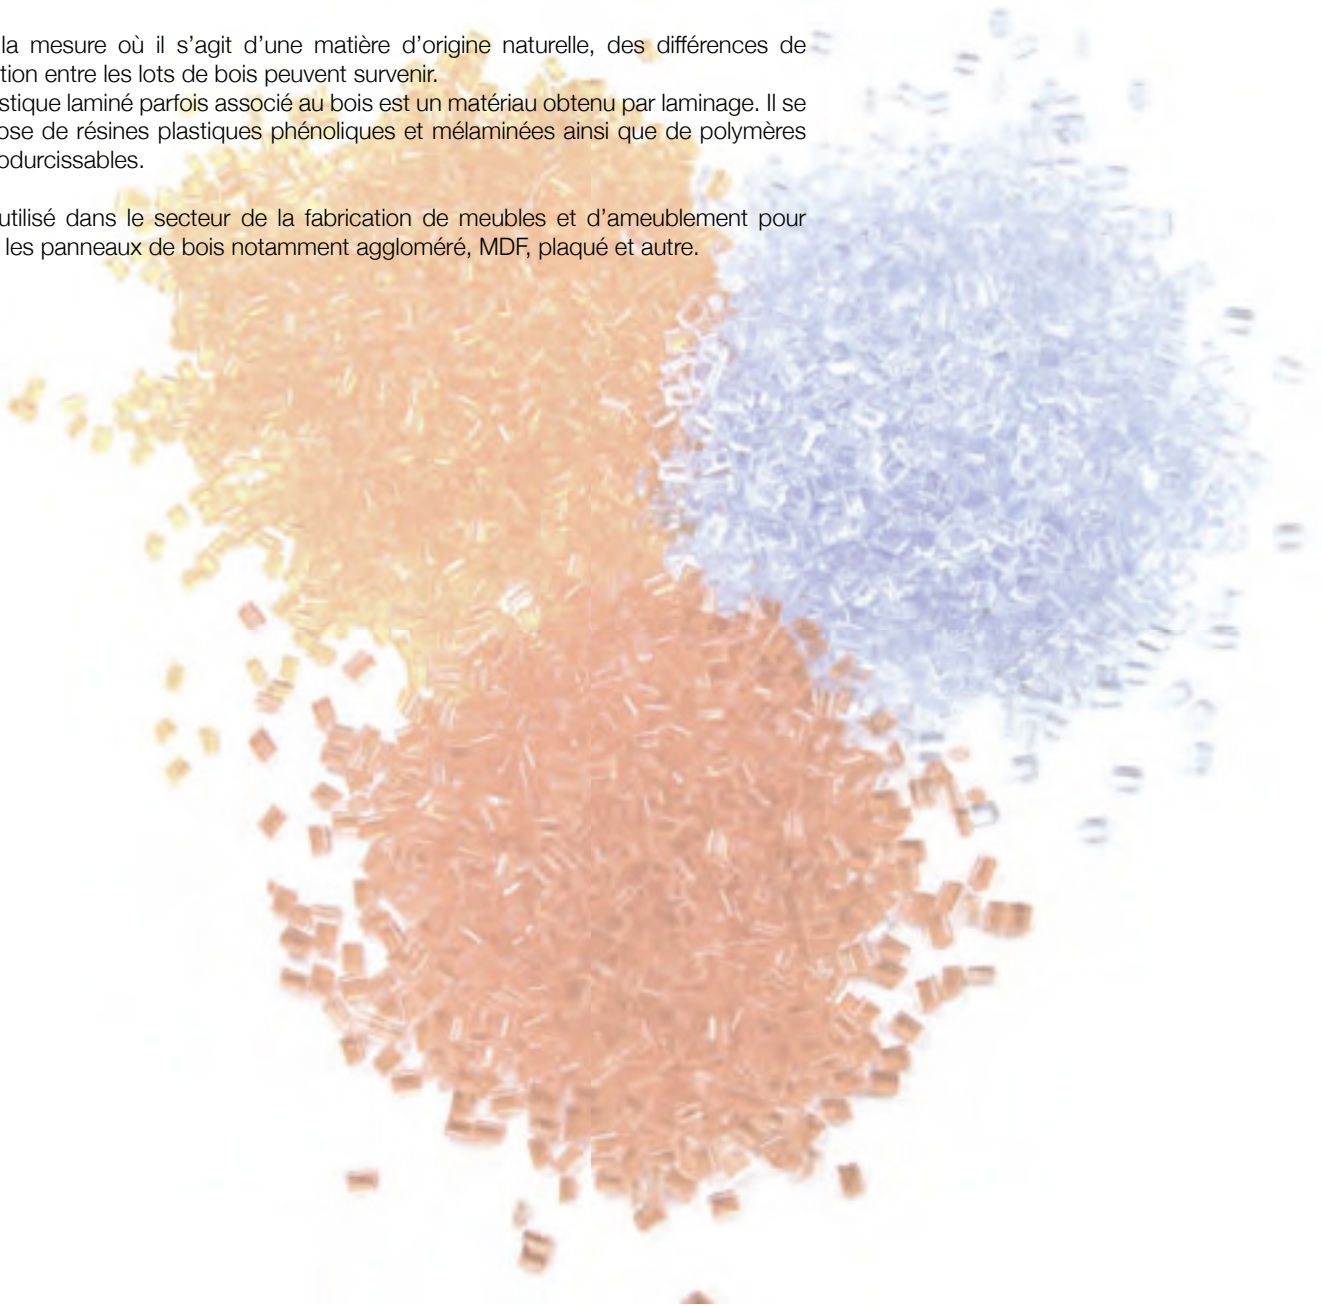 la mesure où il s’agit d’une matière d’origine naturelle, des différences de
tion entre les lots de bois peuvent survenir.
stique laminé parfois associé au bois est un matériau obtenu par laminage. Il se
ose de résines plastiques phénoliques et mélaminées ainsi que de polymères
odurcissables.
utilisé dans le secteur de la fabrication de meubles et d’ameublement pour
les panneaux de bois notamment aggloméré, MDF, plaqué et autre.